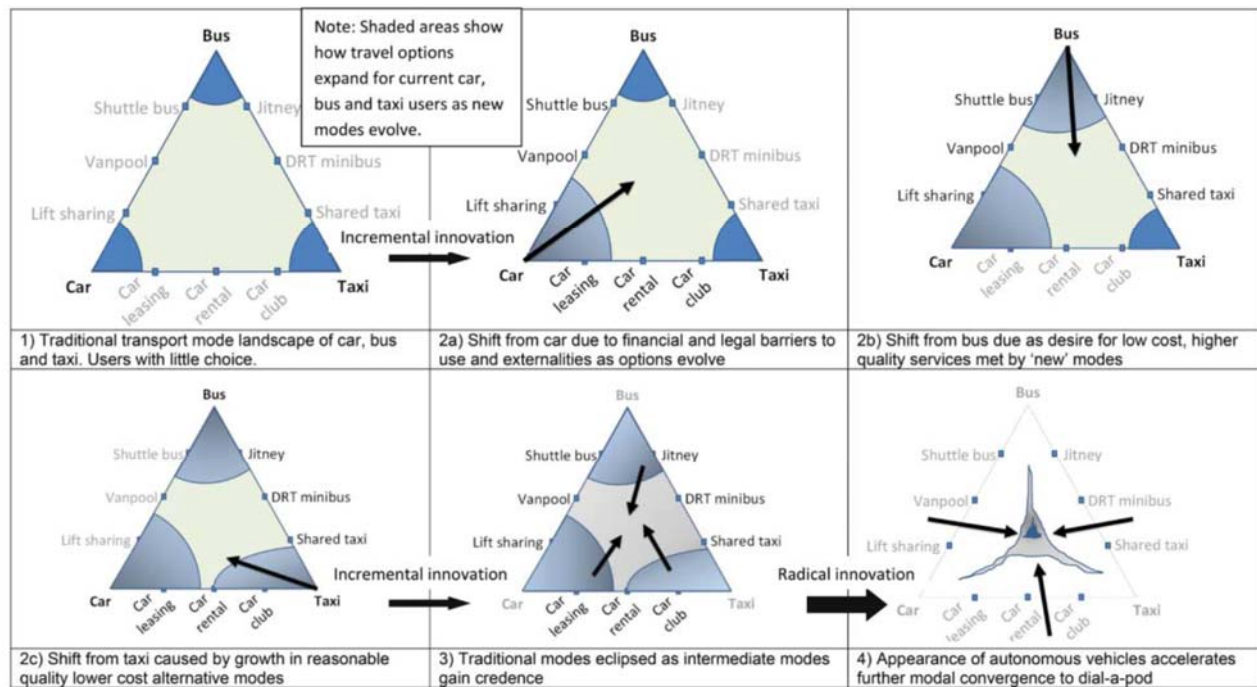 Note: Shaded areas show
how travel options
expand for current car,
bus and taxi users as new
modes evolve.
Bus
Shuttle bus
Jitney
Vanpool
DRT minibus
Lift sharing
Shared taxi
Car
Car
leasing
Car
rental
Car
club
Taxi
1) Traditional transport mode landscape of car, bus
and taxi. Users with little choice.
Incremental innovation
Shuttle bus
Jitney
Vanpool
DRT minibus
Lift sharing
Shared taxi
Car
Car
leasing
Car
rental
Car
club
Taxi
2a) Shift from car due to financial and legal barriers to
use and externalities as options evolve
Bus
Shuttle bus
Jitney
Vanpool
DRT minibus
Lift sharing
Shared taxi
Car
Car
leasing
Car
rental
Car
club
Taxi
2b) Shift from bus due as desire for low cost, higher
quality services met by ‘new’ modes
Bus
Shuttle bus
Jitney
Vanpool
DRT minibus
Lift sharing
Shared taxi
Car
Car
leasing
Car
rental
Car
club
Taxi
2c) Shift from taxi caused by growth in reasonable
quality lower cost alternative modes
Incremental innovation
Bus
Shuttle bus
Jitney
Vanpool
DRT minibus
Lift sharing
Shared taxi
Car
Car
leasing
Car
rental
Car
club
Taxi
3) Traditional modes eclipsed as intermediate modes
gain credence
Radical innovation
Bus
Shuttle bus
Jitney
Vanpool
DRT minibus
Lift sharing
Shared taxi
Car
Car
leasing
Car
rental
Car
club
Taxi
4) Appearance of autonomous vehicles accelerates
further modal convergence to dial-a-pod